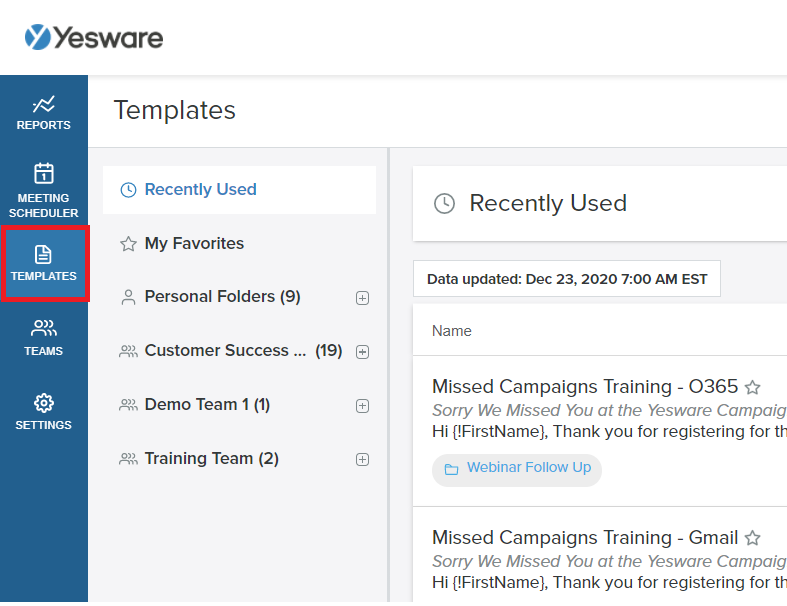 Yesware
REPORTS
MEETING
SCHEDULER
TEMPLATES
TEAMS
SETTINGS
Templates
Recently Used
My Favorites
Personal Folders (9)
Customer Success ... (19)
Demo Team 1 (1)
Training Team (2)
Recently Used
Data updated: Dec 23, 2020 7:00 AM EST
Name
Missed Campaigns Training - O365
Sorry We Missed You at the Yesware Campaig
Hi {!FirstName}, Thank you for registering for th
Webinar Follow Up
Missed Campaigns Training - Gmail
Sorry We Missed You at the Yesware Campaig
Hi {!FirstName}, Thank you for registering for th